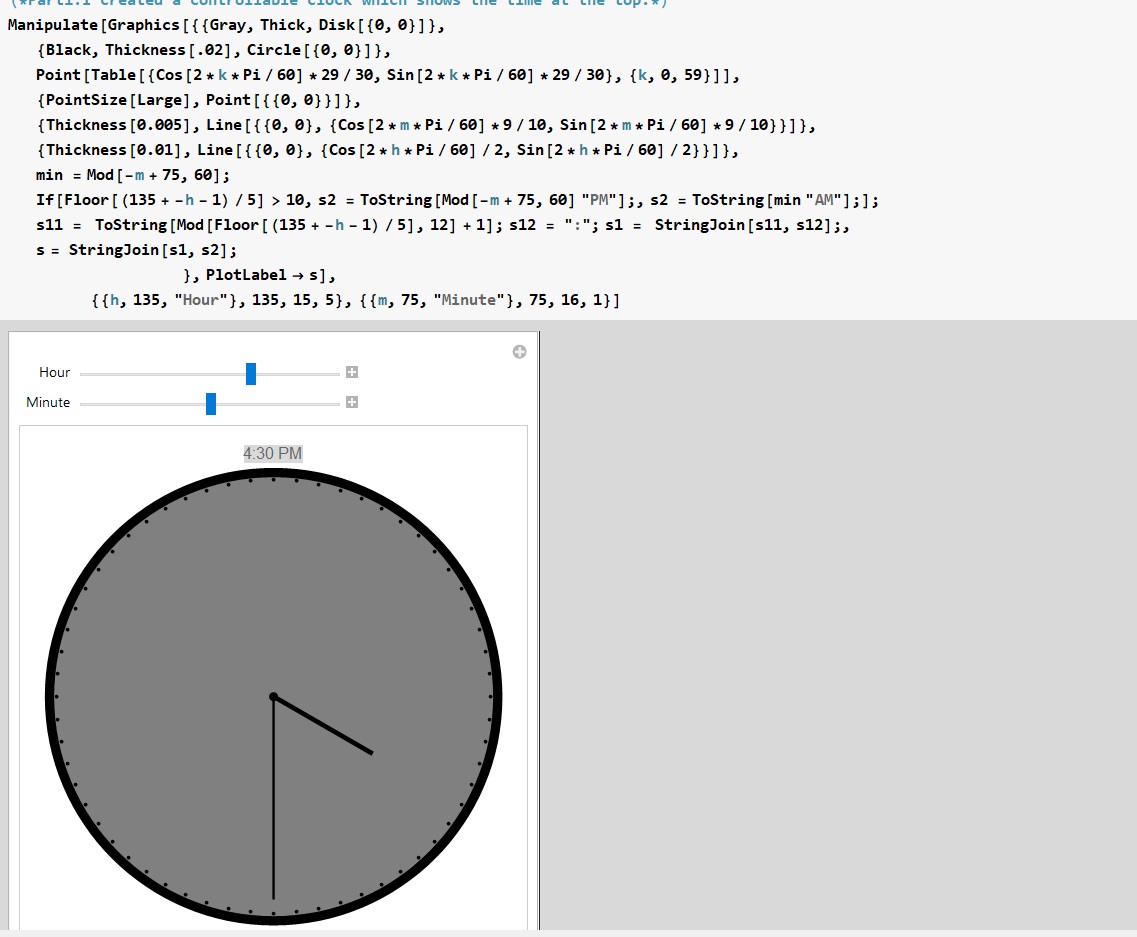 (*Part1.1 Created a controllable clock which shows the time at the top.*)
Manipulate[Graphics[{{Gray, Thick, Disk[{0, 0}]},
{Black, Thickness[.02], Circle[{0, 0}]},
Point[Table[{Cos[2*k*Pi/60]*29/30, Sin[2*k*Pi/60]*29/30}, {k, 0, 59}]],
{PointSize[Large], Point[{{0, 0}}]},
{Thickness[0.005], Line[{{0, 0}, {Cos[2*m*Pi/60]*9/10, Sin[2*m*Pi/60]*9/10}}]},
{Thickness[0.01], Line[{{0, 0}, {Cos[2*h*Pi/60]/2, Sin[2*h*Pi/60]/2}}]},
min = Mod[-m+75, 60];
If[Floor[(135+-h-1)/5] > 10, s2 = ToString[Mod[-m+75, 60] "PM"];, s2 = ToString[min "AM"];];
s11 = ToString[Mod[Floor[(135+-h-1)/5], 12]+1]; s12 = ":"; s1 = StringJoin[s11, s12];,
s = StringJoin[s1, s2];
}, PlotLabel → s],
{{h, 135, "Hour"}, 135, 15, 5}, {{m, 75, "Minute"}, 75, 16, 1}]
Hour
Minute
4:30 PM